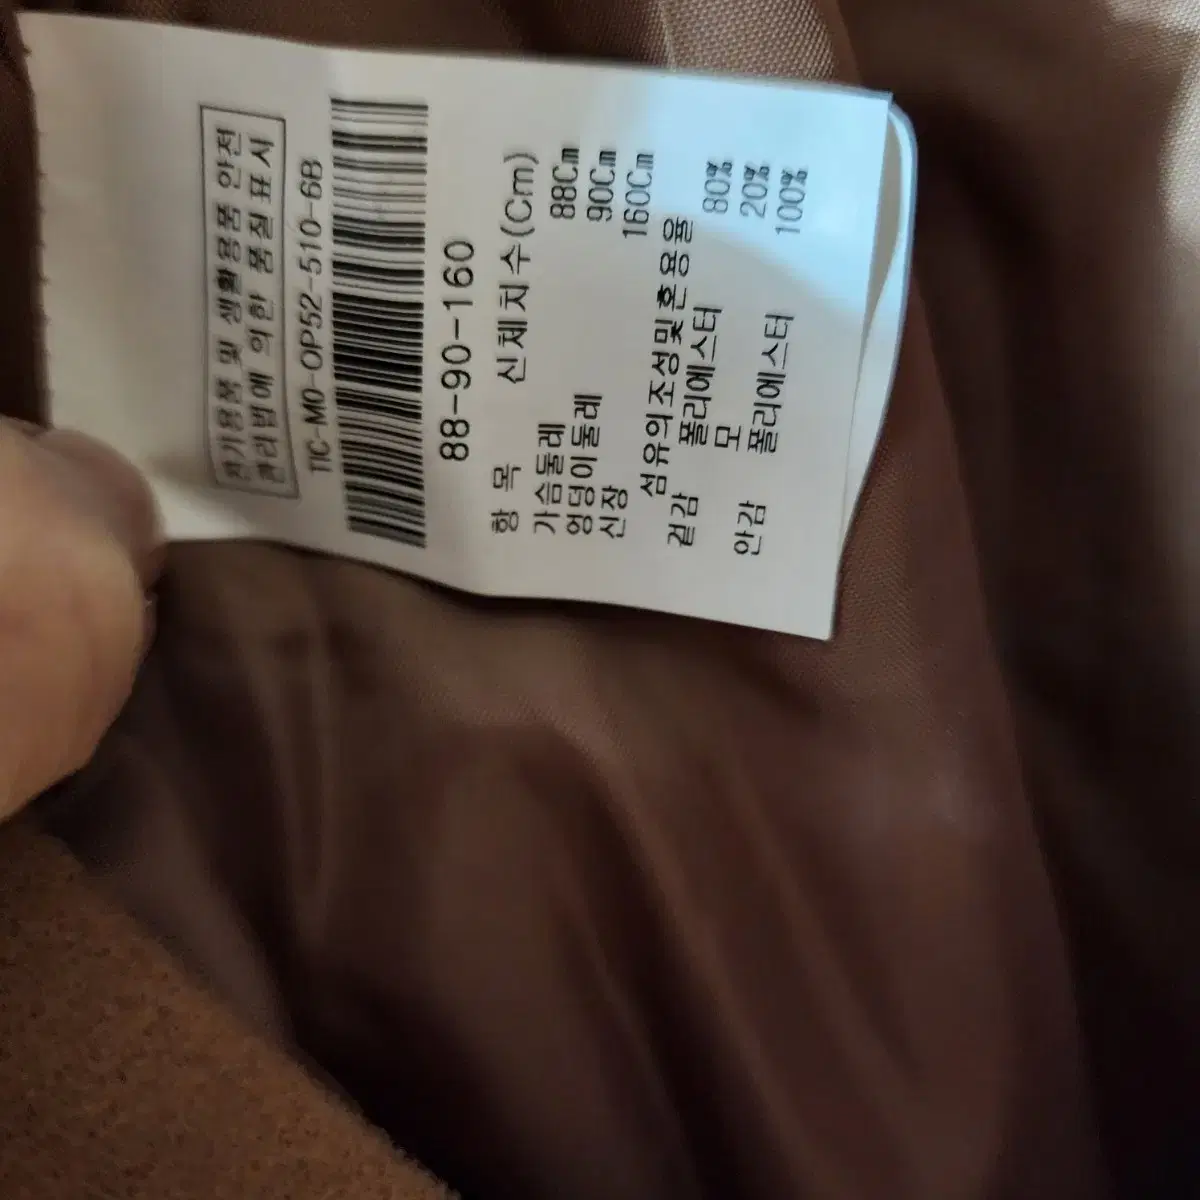 전기용품 및 생활용품 안전
관리법에 의한 품질표시
TIC-MO-OP52-510-6B
88-90-160
항 목 신체치수(Cm)
가슴둘레 88Cm
엉덩이둘레 90Cm
신장 160Cm
섬유의조성및혼용율
겉감 폴리에스터 80%
모 20%
안감 폴리에스터 100%